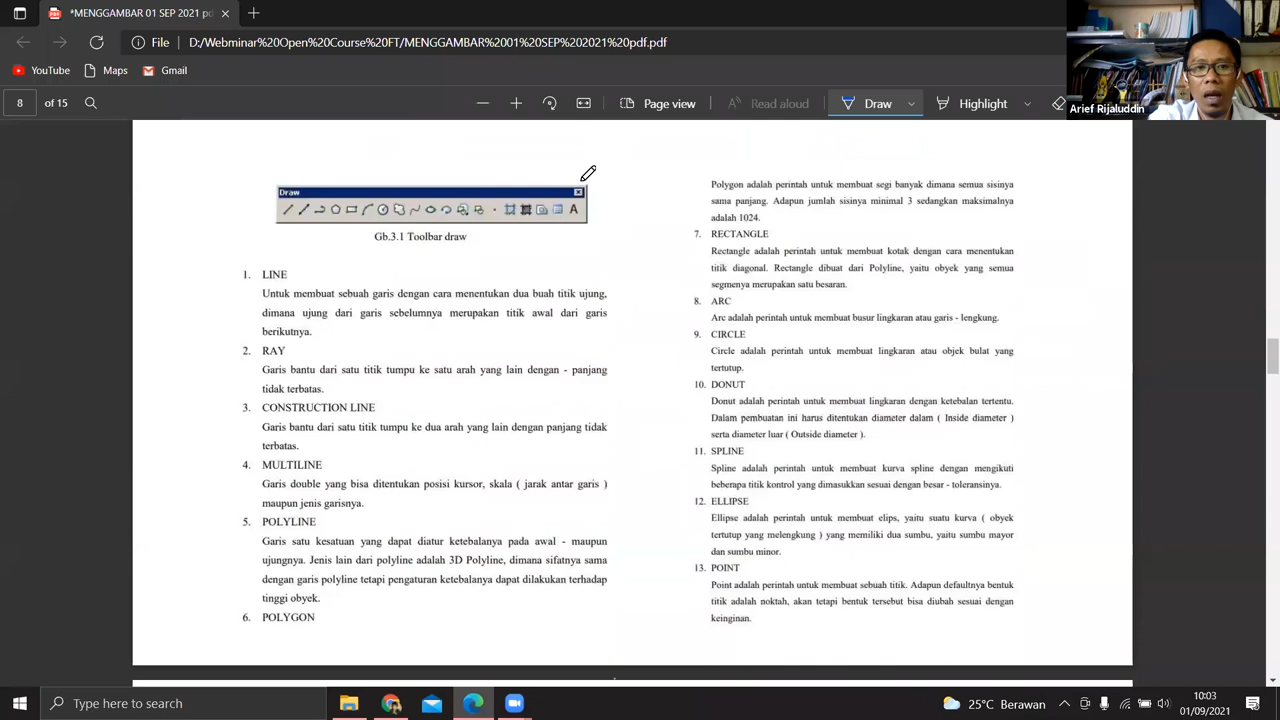 *MENGGAMBAR 01 SEP 2021 pdf
File
D:/Webminar%20Open%20Course%20FT/MENGGAMBAR%2001%20SEP%202021%20pdf.pdf
YouTube
Maps
Gmail
8
of 15
Page view
Read aloud
Draw
Highlight
Arief Rijaluddin
Draw
A
Gb.3.1 Toolbar draw
1. LINE
Untuk membuat sebuah garis dengan cara menentukan dua buah titik ujung,
dimana ujung dari garis sebelumnya merupakan titik awal dari garis
berikutnya.
2. RAY
Garis bantu dari satu titik tumpu ke satu arah yang lain dengan - panjang
tidak terbatas.
3. CONSTRUCTION LINE
Garis bantu dari satu titik tumpu ke dua arah yang lain dengan panjang tidak
terbatas.
4. MULTILINE
Garis double yang bisa ditentukan posisi kursor, skala ( jarak antar garis )
maupun jenis garisnya.
5. POLYLINE
Garis satu kesatuan yang dapat diatur ketebalanya pada awal - maupun
ujungnya. Jenis lain dari polyline adalah 3D Polyline, dimana sifatnya sama
dengan garis polyline tetapi pengaturan ketebalanya dapat dilakukan terhadap
tinggi obyek.
6. POLYGON
Polygon adalah perintah untuk membuat segi banyak dimana semua sisinya
sama panjang. Adapun jumlah sisinya minimal 3 sedangkan maksimalnya
adalah 1024.
7. RECTANGLE
Rectangle adalah perintah untuk membuat kotak dengan cara menentukan
titik diagonal. Rectangle dibuat dari Polyline, yaitu obyek yang semua
segmenya merupakan satu besaran.
8. ARC
Arc adalah perintah untuk membuat busur lingkaran atau garis - lengkung.
9. CIRCLE
Circle adalah perintah untuk membuat lingkaran atau objek bulat yang
tertutup.
10. DONUT
Donut adalah perintah untuk membuat lingkaran dengan ketebalan tertentu.
Dalam pembuatan ini harus ditentukan diameter dalam ( Inside diameter )
serta diameter luar ( Outside diameter ).
11. SPLINE
Spline adalah perintah untuk membuat kurva spline dengan mengikuti
beberapa titik kontrol yang dimasukkan sesuai dengan besar - toleransinya.
12. ELLIPSE
Ellipse adalah perintah untuk membuat elips, yaitu suatu kurva ( obyek
tertutup yang melengkung ) yang memiliki dua sumbu, yaitu sumbu mayor
dan sumbu minor.
13. POINT
Point adalah perintah untuk membuat sebuah titik. Adapun defaultnya bentuk
titik adalah noktah, akan tetapi bentuk tersebut bisa diubah sesuai dengan
keinginan.
Type here to search
25°C Berawan
10:03
01/09/2021